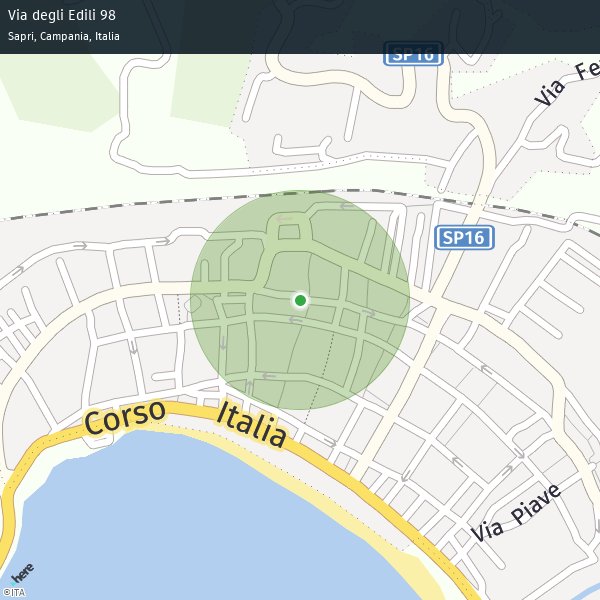 Via degli Edili 98
Sapri, Campania, Italia
SP16
Via Fe
SP16
Corso Italia
Via Piave
here
©ITA